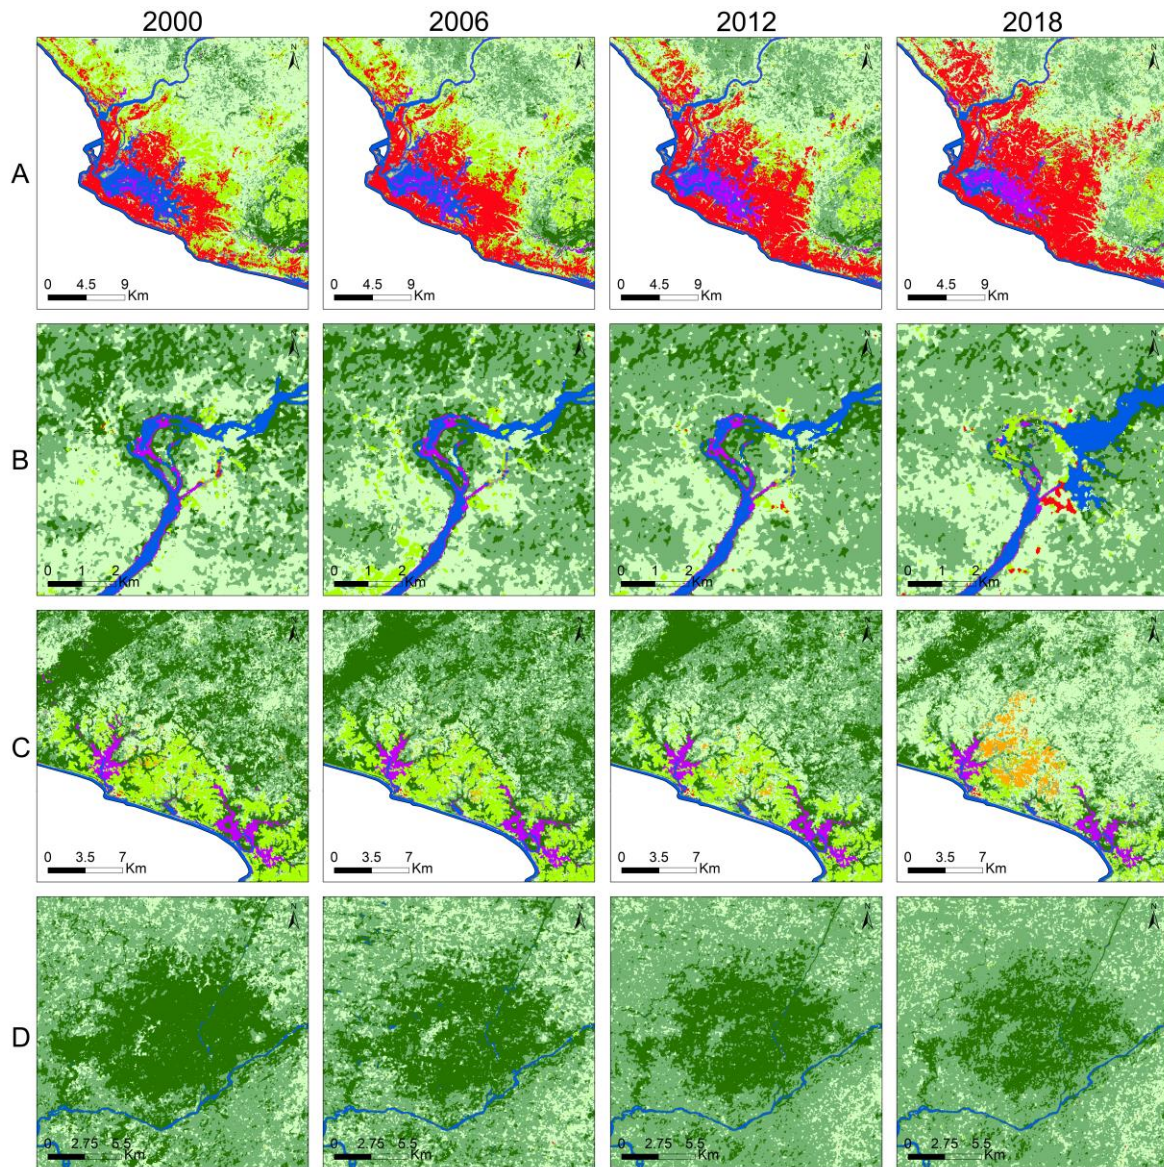 2000 2006 2012 2018
A
N N N N
0 4.5 9 Km 0 4.5 9 Km 0 4.5 9 Km 0 4.5 9 Km
B
N N N N
0 1 2 Km 0 1 2 Km 0 1 2 Km 0 1 2 Km
C
N N N N
0 3.5 7 Km 0 3.5 7 Km 0 3.5 7 Km 0 3.5 7 Km
D
N N N N
0 2.75 5.5 Km 0 2.75 5.5 Km 0 2.75 5.5 Km 0 2.75 5.5 Km